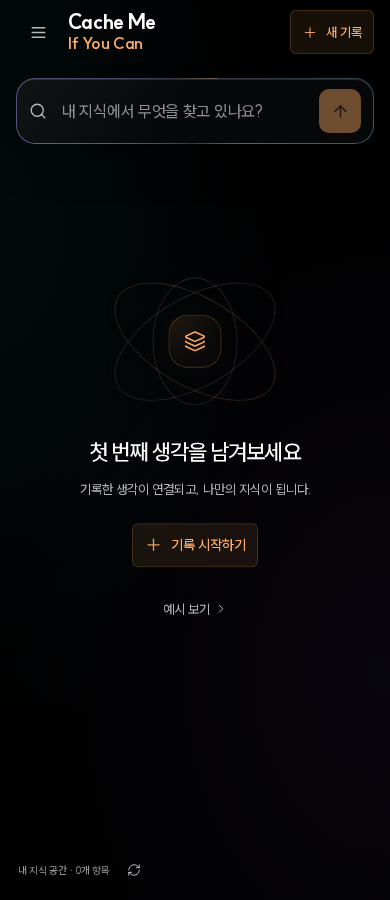 Cache Me
If You Can
새 기록
내 지식에서 무엇을 찾고 있나요?
첫 번째 생각을 남겨보세요
기록한 생각이 연결되고, 나만의 지식이 됩니다.
기록 시작하기
예시 보기
내 지식 공간 · 0개 항목